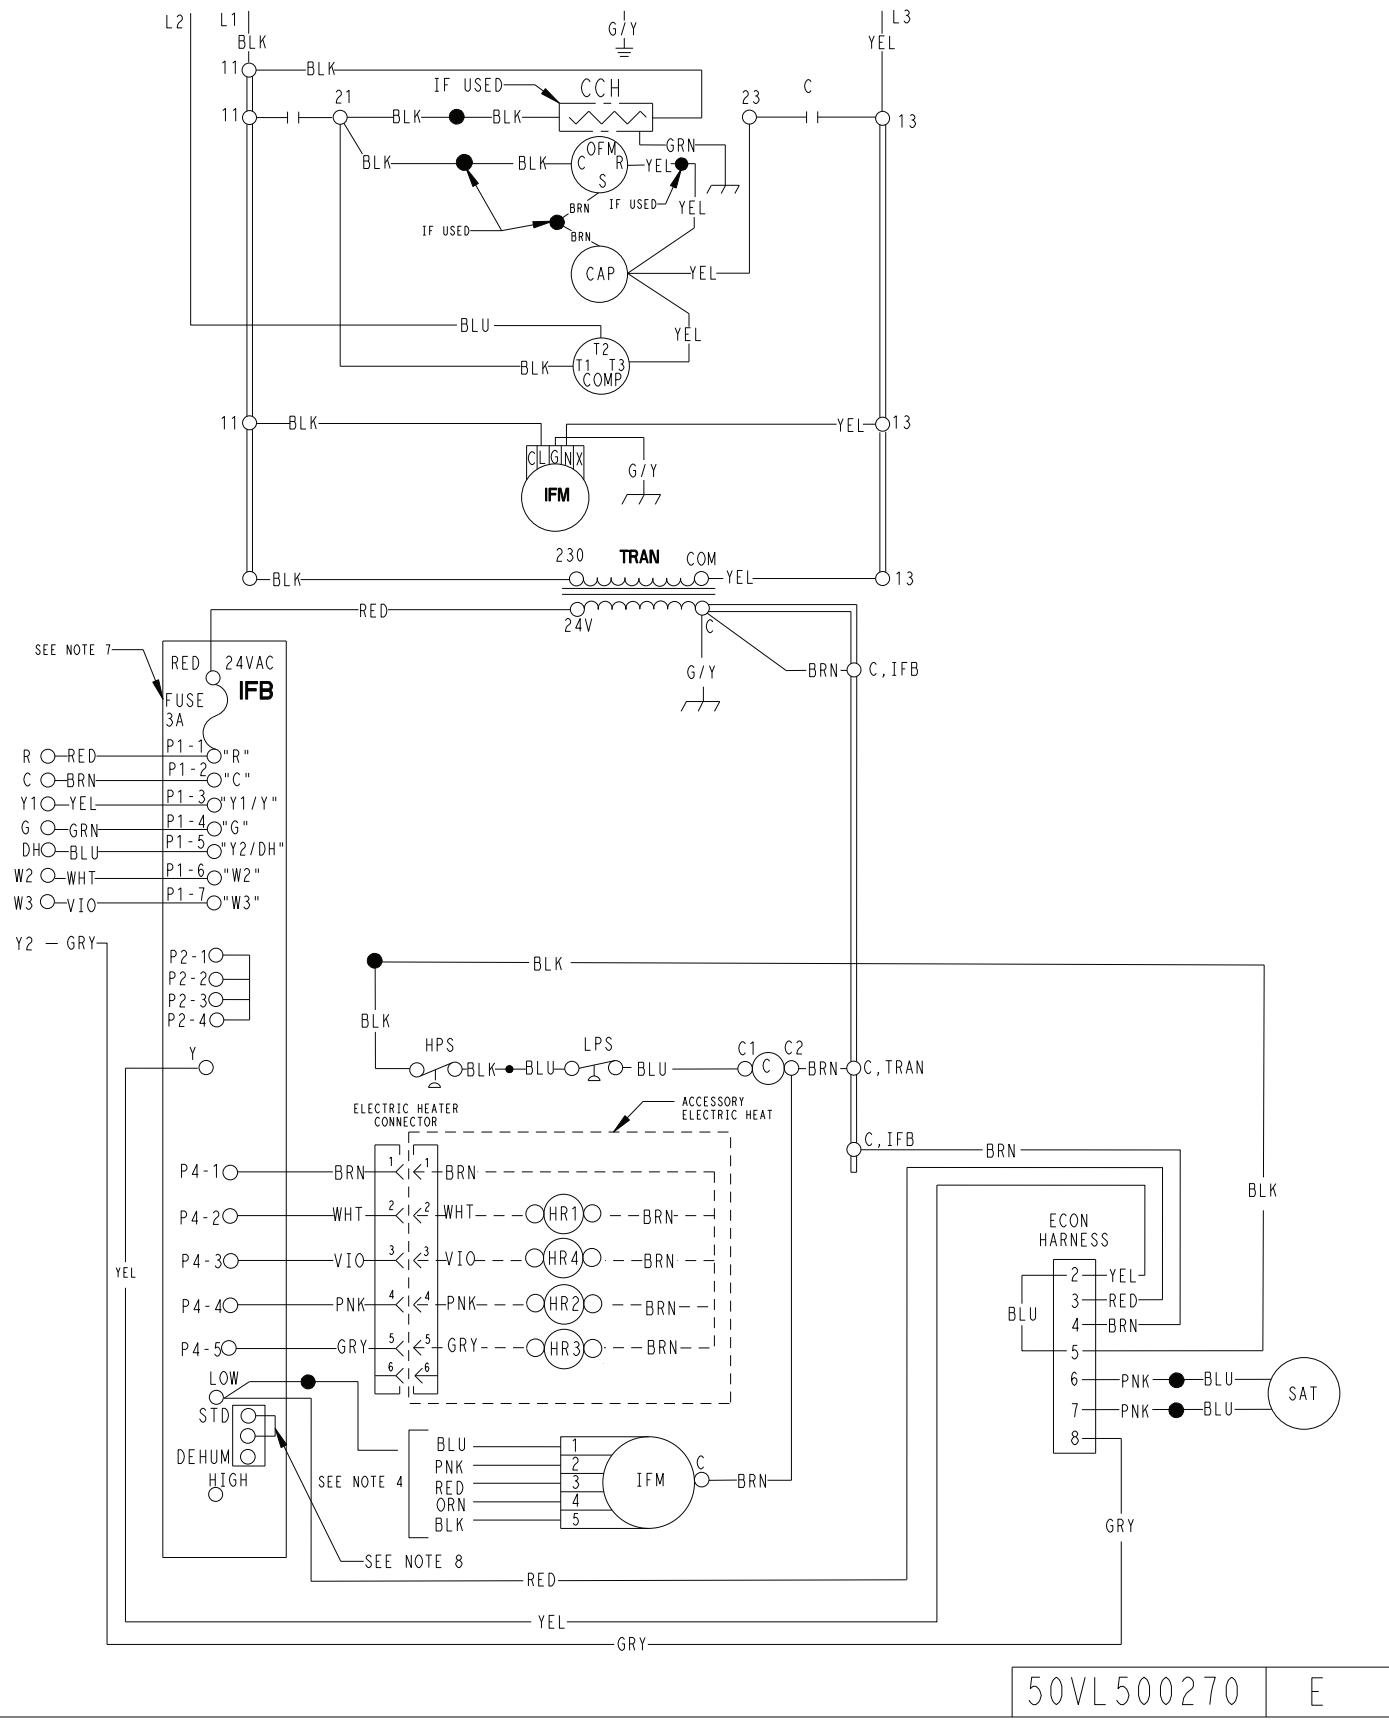 L2
L1
BLK
G/Y
L3
YEL
11
BLK
IF USED
CCH
C
11
21
BLK
BLK
23
13
GRN
BLK
BLK
C
OFM
R
S
YEL
BRN
IF USED
YEL
IF USED
BRN
CAP
YEL
BLU
YEL
T2
T1
T3
COMP
BLK
11
BLK
YEL
13
C
L
G
N
X
IFM
G/Y
230
TRAN
COM
BLK
YEL
13
RED
24V
C
G/Y
BRN
C,IFB
SEE NOTE 7
RED
24VAC
IFB
FUSE
3A
R
RED
P1-1
"R"
C
BRN
P1-2
"C"
Y1
YEL
P1-3
"Y1/Y"
G
GRN
P1-4
"G"
DH
BLU
P1-5
"Y2/DH"
W2
WHT
P1-6
"W2"
W3
VIO
P1-7
"W3"
Y2 - GRY
P2-1
P2-2
P2-3
P2-4
BLK
BLK
Y
HPS
BLK
BLU
LPS
BLU
C1
C
C2
BRN
C,TRAN
ELECTRIC HEATER
CONNECTOR
ACCESSORY
ELECTRIC HEAT
C,IFB
BRN
P4-1
BRN
1
1
BRN
P4-2
WHT
2
2
WHT
HR1
BRN
P4-3
VIO
3
3
VIO
HR4
BRN
P4-4
PNK
4
4
PNK
HR2
BRN
P4-5
GRY
5
5
GRY
HR3
BRN
6
6
YEL
BLK
ECON
HARNESS
2
YEL
3
RED
BLU
4
BRN
5
6
PNK
BLU
7
PNK
BLU
SAT
8
LOW
STD
DEHUM
HIGH
SEE NOTE 4
BLU
1
PNK
2
RED
3
ORN
4
BLK
5
IFM
C
BRN
GRY
SEE NOTE 8
RED
YEL
GRY
50VL500270
E